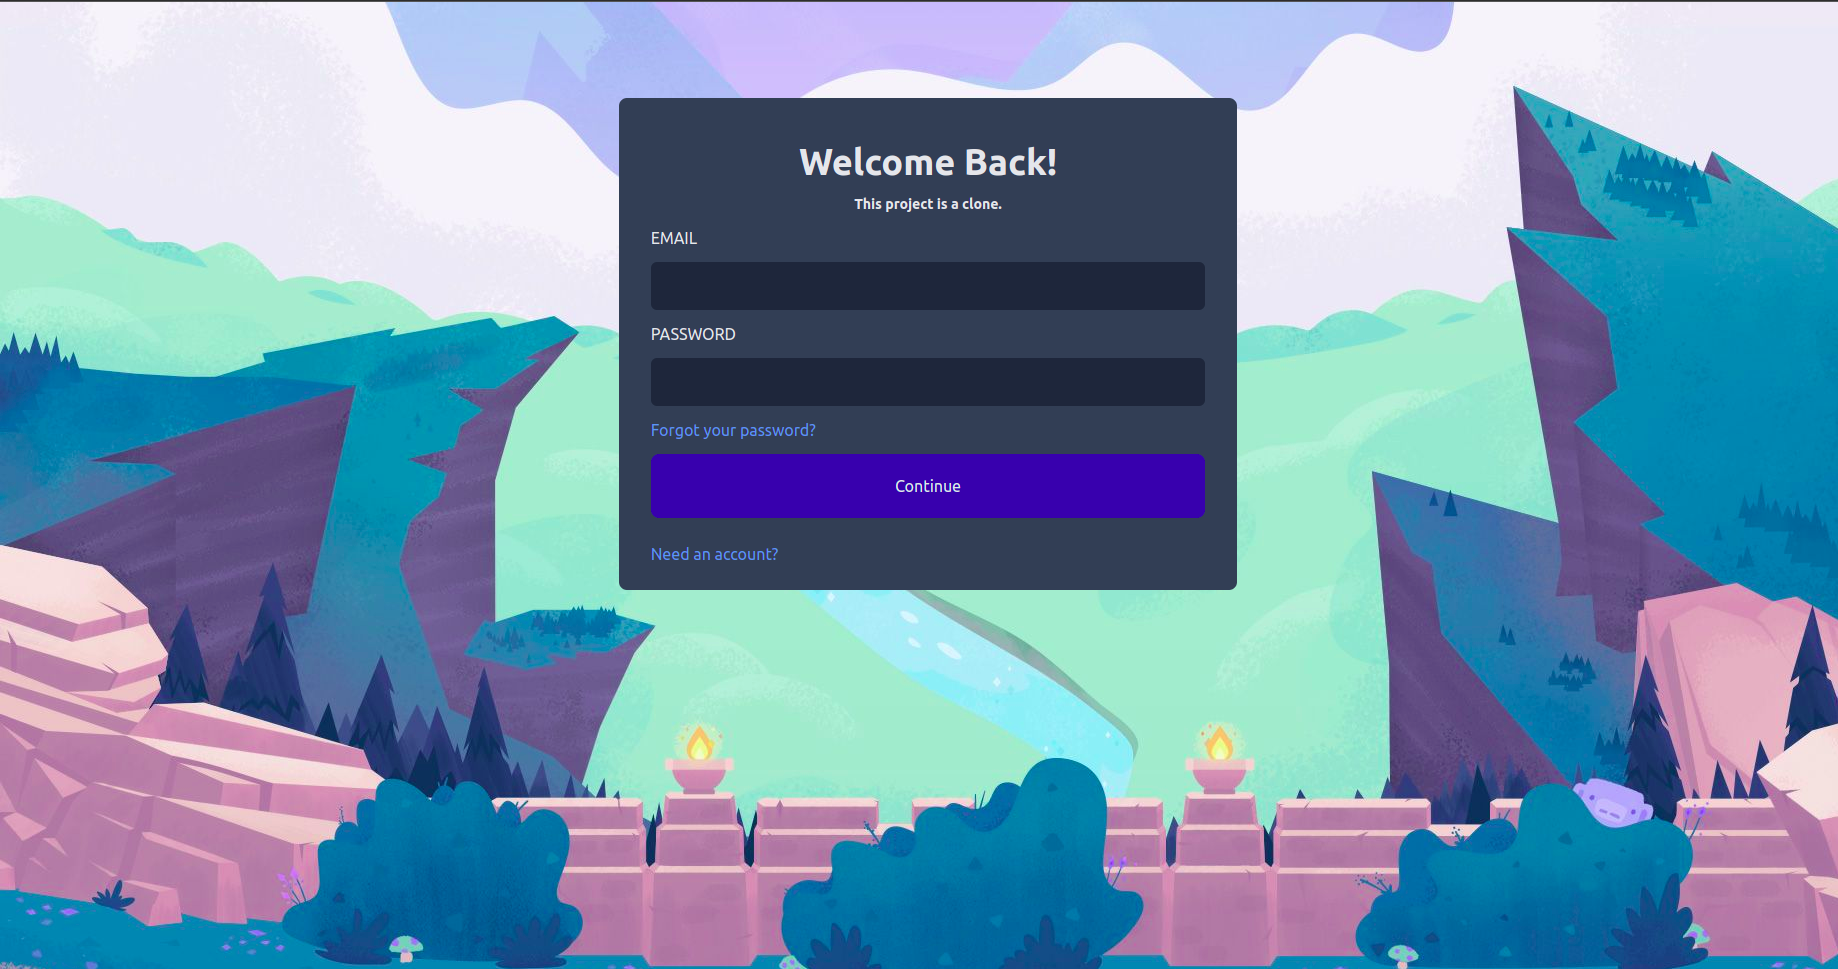 Welcome Back!
This project is a clone.
EMAIL
PASSWORD
Forgot your password?
Continue
Need an account?